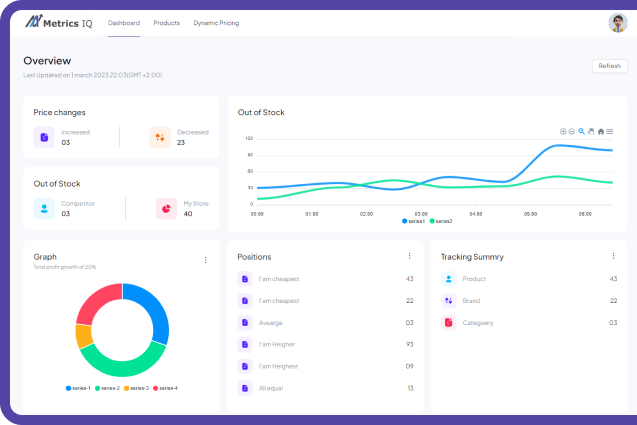 Metrics IQ Dashboard Products Dynamic Pricing
Overview
Last Updated on 1 march 2023 22:03(GMT +2:00)
Refresh
Price changes
Increased
03
Decreased
23
Out of Stock
Competitor
03
My Store
40
Out of Stock
120
90
60
30
0
00:00 01:00 02:00 03:00 04:00 05:00 06:00
series1 series2
Graph
Total profit growth of 20%
series-1 series-2 series-3 series-4
Positions
I'am cheapest 43
I'am cheapest 22
Avearge 03
I'am Heigher 93
I'am Heighest 09
All equal 13
Tracking Summry
Product 43
Brand 22
Categoery 03